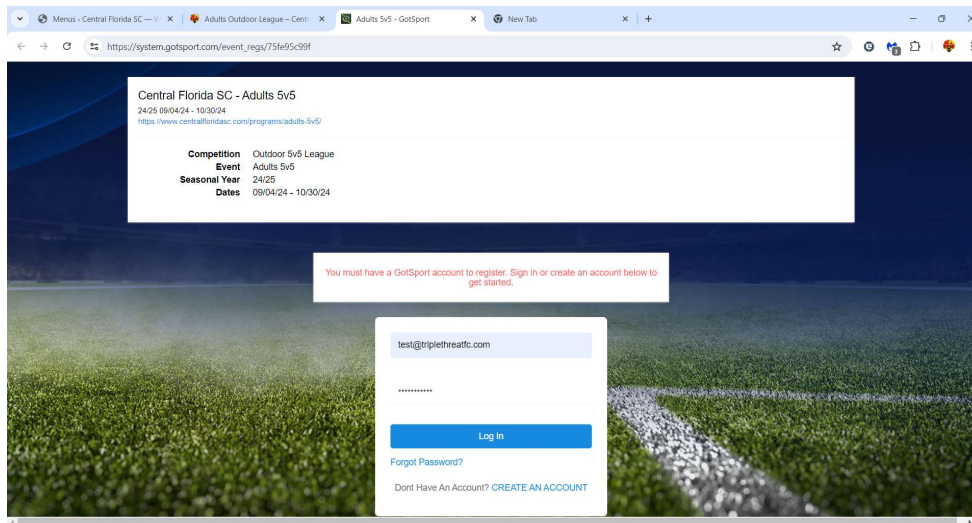 Menus ‹ Central Florida SC — W
Adults Outdoor League – Centr
Adults 5v5 - GotSport
New Tab
https://system.gotsport.com/event_regs/75fe95c99f
3
Central Florida SC - Adults 5v5
24/25 09/04/24 - 10/30/24
https://www.centralfloridasc.com/programs/adults-5v5/
Competition Outdoor 5v5 League
Event Adults 5v5
Seasonal Year 24/25
Dates 09/04/24 - 10/30/24
You must have a GotSport account to register. Sign in or create an account below to
get started.
test@triplethreatfc.com
•••••••••••
Log In
Forgot Password?
Dont Have An Account? CREATE AN ACCOUNT